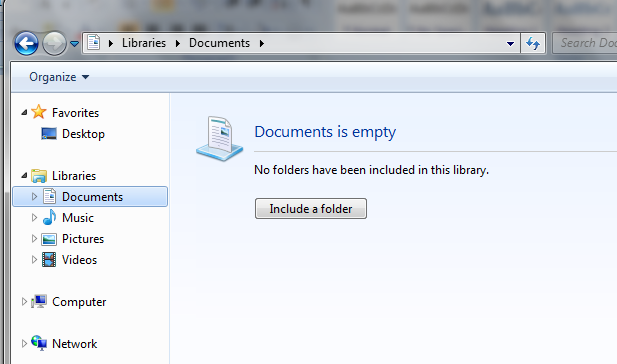 Libraries Documents
Search Doc
Organize
Favorites
Desktop
Libraries
Documents
Music
Pictures
Videos
Computer
Network
Documents is empty
No folders have been included in this library.
Include a folder